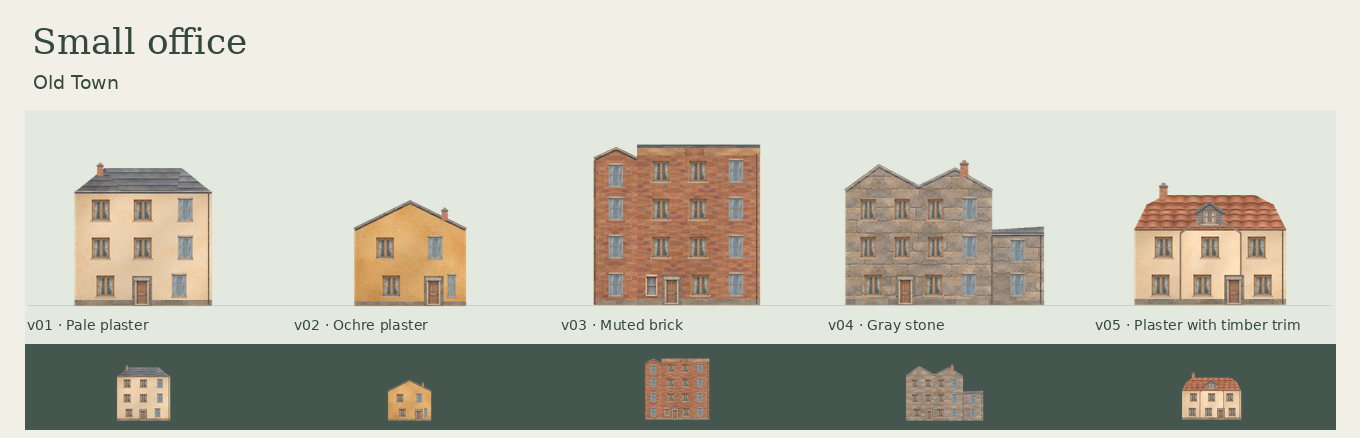 Small office
Old Town
v01 · Pale plaster
v02 · Ochre plaster
v03 · Muted brick
v04 · Gray stone
v05 · Plaster with timber trim